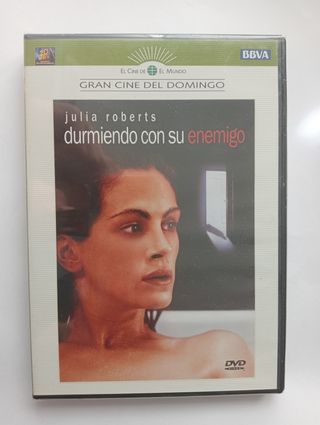 EL CINE DE EL MUNDO
BBVA
GRAN CINE DEL DOMINGO
julia roberts
durmiendo con su enemigo
DVD